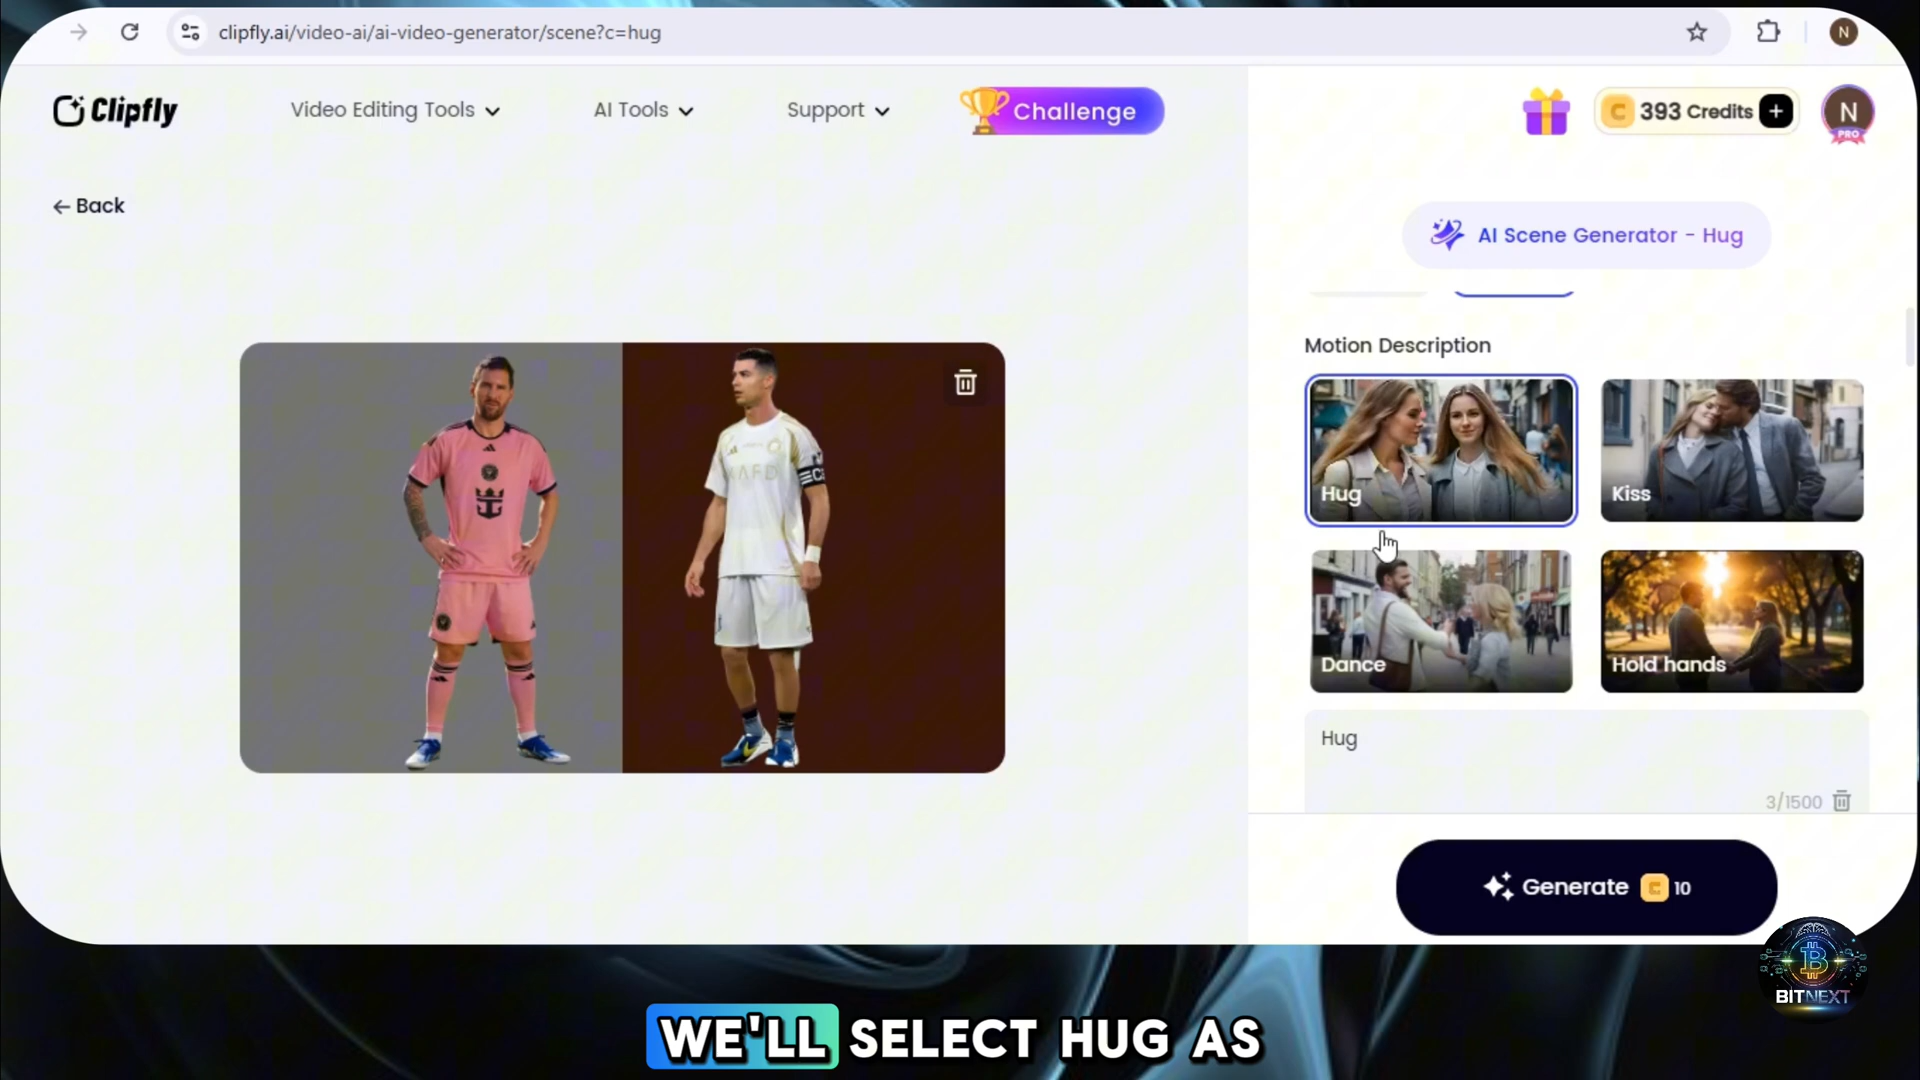 clipfly.ai/video-ai/ai-video-generator/scene?c=hug
N
Clipfly
Video Editing Tools
AI Tools
Support
Challenge
C 393 Credits +
N
PRO
← Back
AI Scene Generator - Hug
Motion Description
Hug
Kiss
Dance
Hold hands
Hug
3/1500
Generate C 10
B
BITNEXT
WE'LL SELECT HUG AS